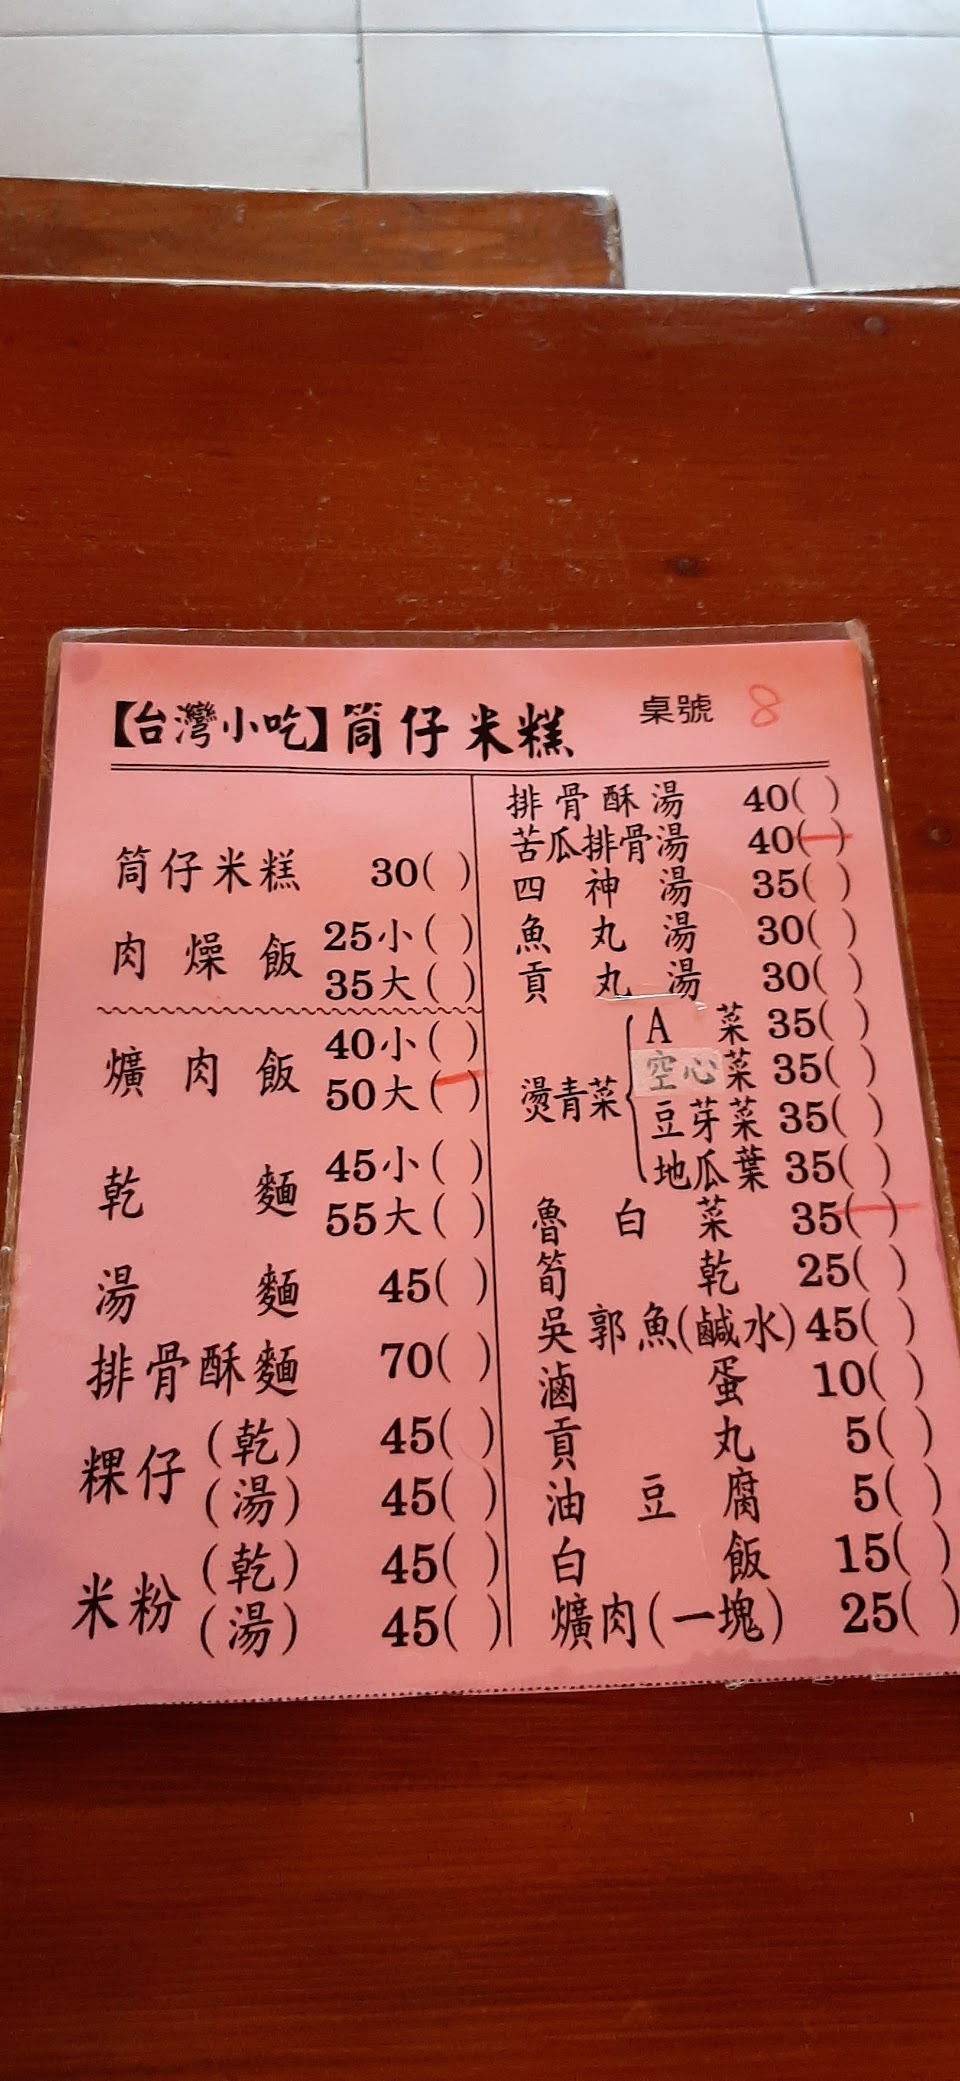 【台灣小吃】筒仔米糕 桌號 8
筒仔米糕 30( )
肉燥飯 25小( )
35大( )
爌肉飯 40小( )
50大(一)
乾麵 45小( )
55大( )
湯麵 45( )
排骨酥麵 70( )
粿仔 (乾) 45( )
(湯) 45( )
米粉 (乾) 45( )
(湯) 45( )
排骨酥湯 40( )
苦瓜排骨湯 40(一)
四神湯 35( )
魚丸湯 30( )
貢丸湯 30( )
燙青菜 A菜 35( )
空心菜 35( )
豆芽菜 35( )
地瓜葉 35( )
魯白菜 35(一)
筍乾 25( )
吳郭魚(鹹水) 45( )
滷蛋 10( )
貢丸 5( )
油豆腐 5( )
白飯 15( )
爌肉(一塊) 25( )